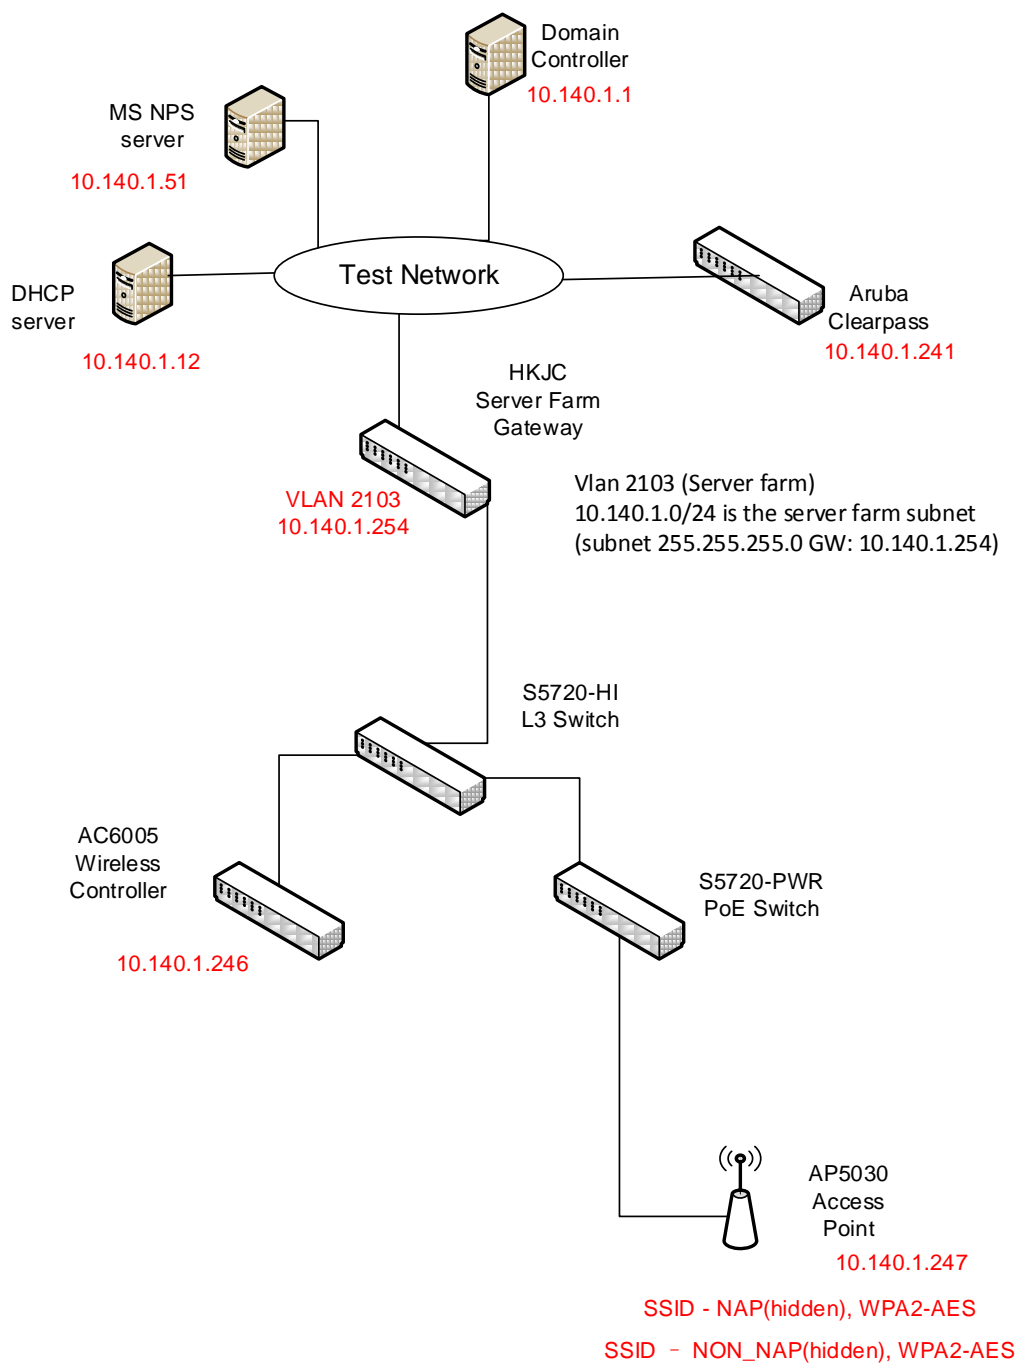 Domain
Controller
10.140.1.1
MS NPS
server
10.140.1.51
Test Network
DHCP
server
10.140.1.12
Aruba
Clearpass
10.140.1.241
HKJC
Server Farm
Gateway
VLAN 2103
10.140.1.254
Vlan 2103 (Server farm)
10.140.1.0/24 is the server farm subnet
(subnet 255.255.255.0 GW: 10.140.1.254)
S5720-HI
L3 Switch
AC6005
Wireless
Controller
10.140.1.246
S5720-PWR
PoE Switch
AP5030
Access
Point
10.140.1.247
SSID - NAP(hidden), WPA2-AES
SSID – NON_NAP(hidden), WPA2-AES